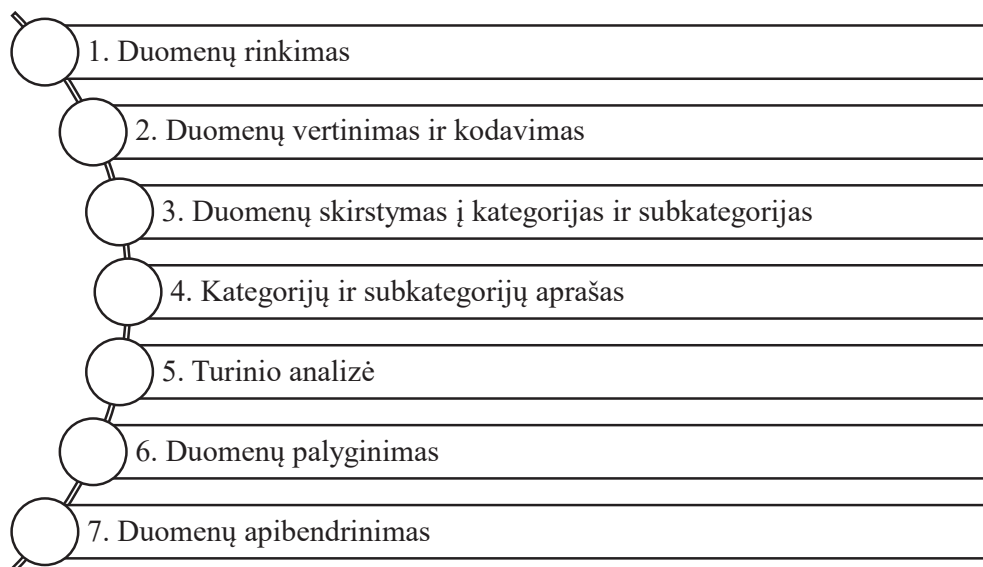 1. Duomenų rinkimas
2. Duomenų vertinimas ir kodavimas
3. Duomenų skirstymas į kategorijas ir subkategorijas
4. Kategorijų ir subkategorijų aprašas
5. Turinio analizė
6. Duomenų palyginimas
7. Duomenų apibendrinimas